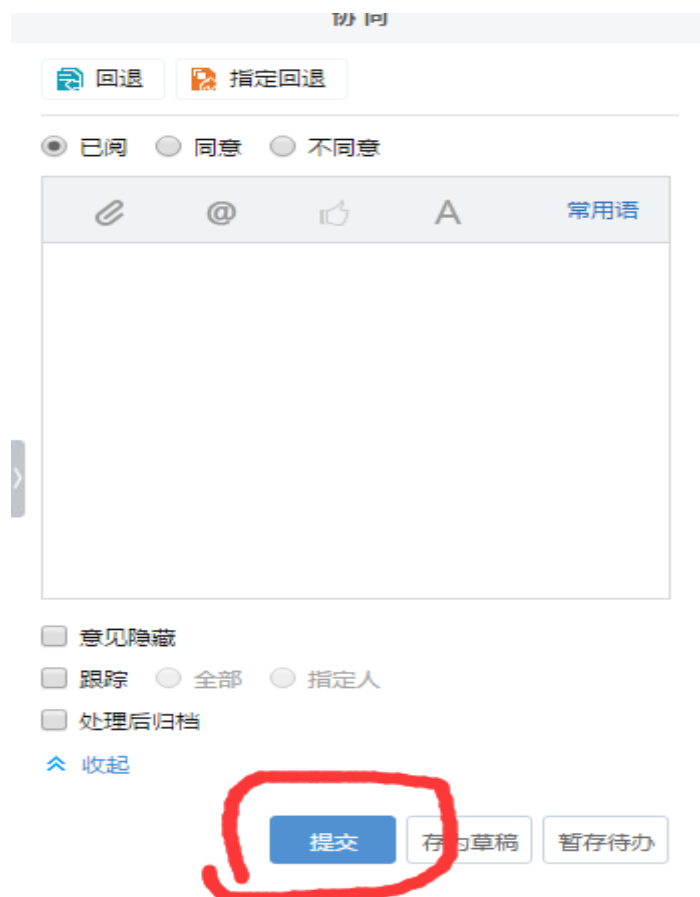 协同
回退 指定回退
已阅 同意 不同意
@ A 常用语
意见隐藏
跟踪 全部 指定人
处理后归档
收起
提交 存为草稿 暂存待办